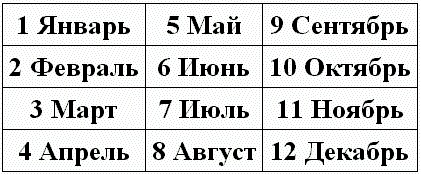 1 Январь 5 Май 9 Сентябрь
2 Февраль 6 Июнь 10 Октябрь
3 Март 7 Июль 11 Ноябрь
4 Апрель 8 Август 12 Декабрь